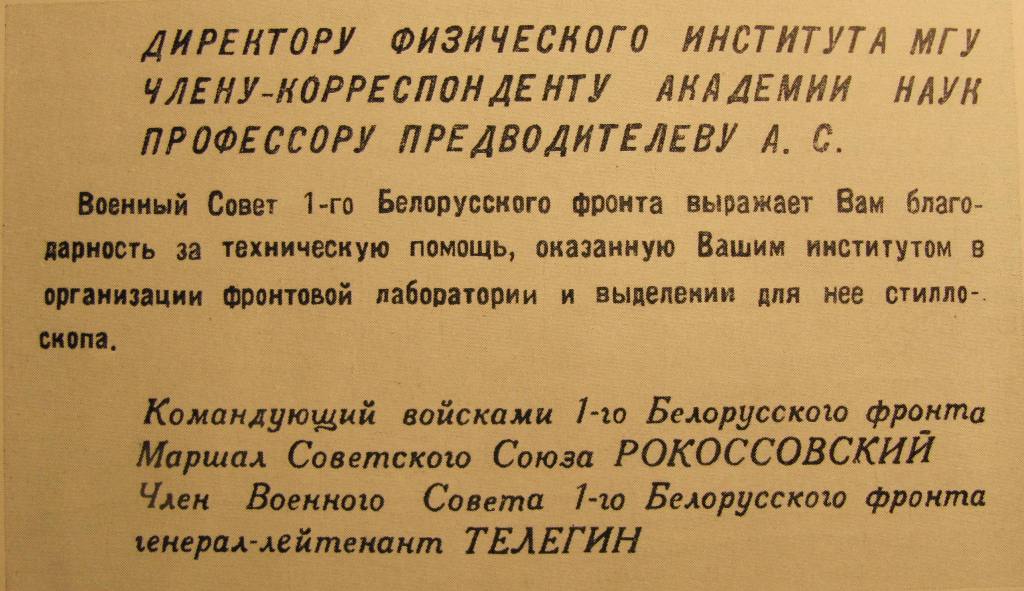 ДИРЕКТОРУ ФИЗИЧЕСКОГО ИНСТИТУТА МГУ
ЧЛЕНУ-КОРРЕСПОНДЕНТУ АКАДЕМИИ НАУК
ПРОФЕССОРУ ПРЕДВОДИТЕЛЕВУ А. С.
Военный Совет 1-го Белорусского фронта выражает Вам благо-
дарность за техническую помощь, оказанную Вашим институтом в
организации фронтовой лаборатории и выделении для нее стилло-
скопа.
Командующий войсками 1-го Белорусского фронта
Маршал Советского Союза РОКОССОВСКИЙ
Член Военного Совета 1-го Белорусского фронта
генерал-лейтенант ТЕЛЕГИН